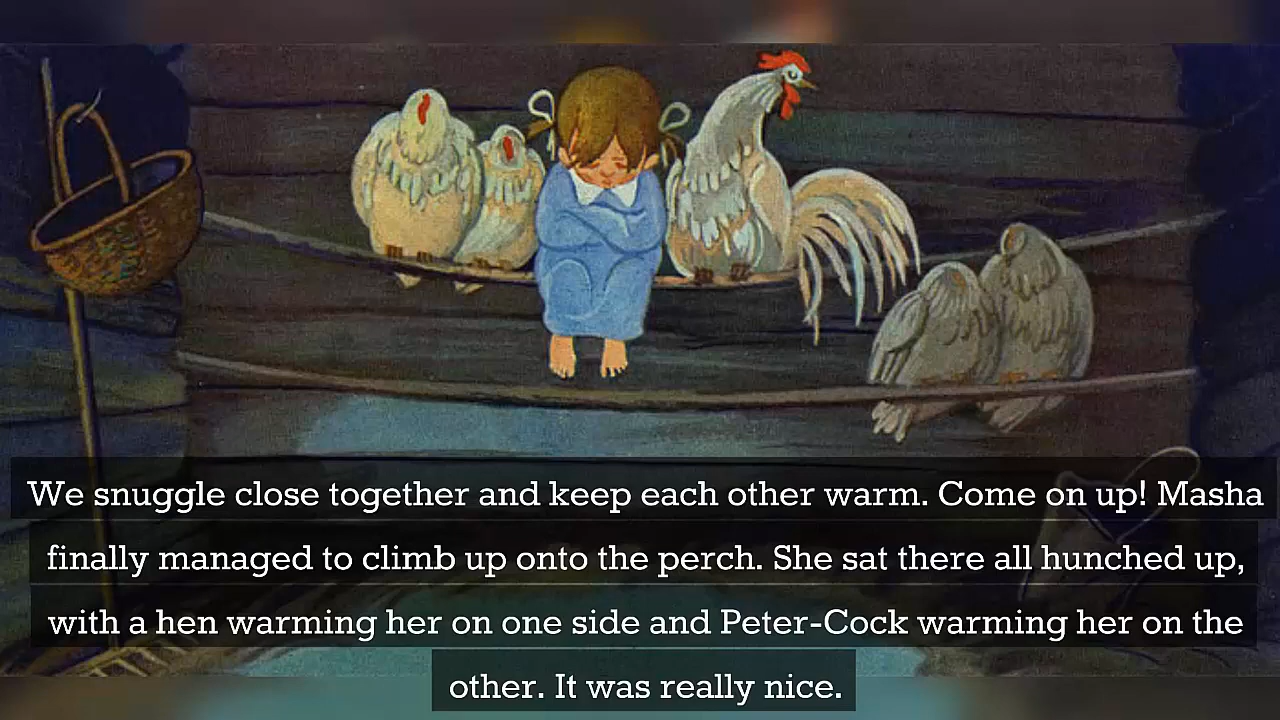 We snuggle close together and keep each other warm. Come on up! Masha
finally managed to climb up onto the perch. She sat there all hunched up,
with a hen warming her on one side and Peter-Cock warming her on the
other. It was really nice.